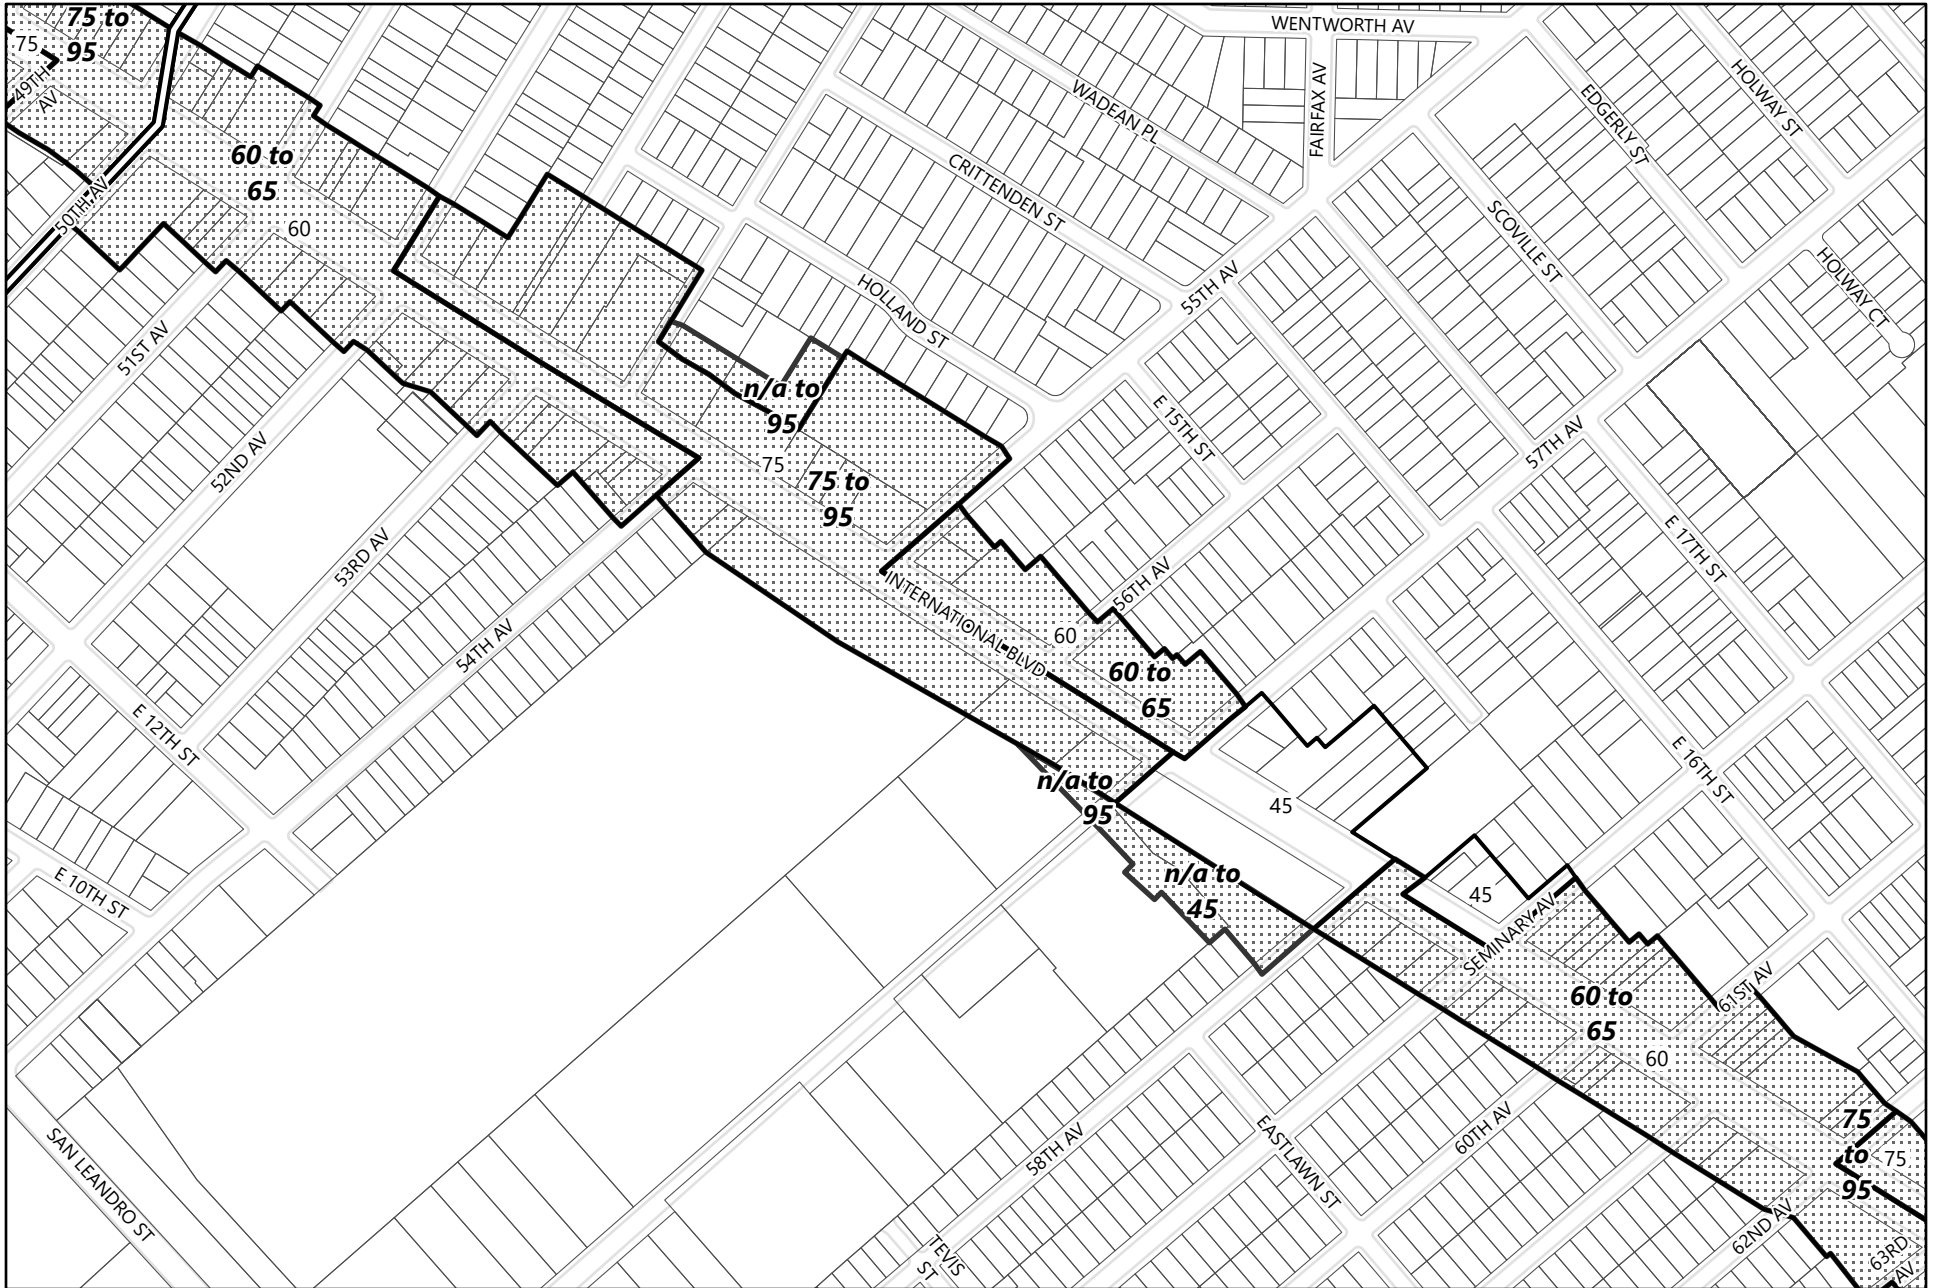 75 to
95
75
49TH
AV
WENTWORTH AV
FAIRFAX AV
WADEAN PL
HOLWAY ST
EDGERLY ST
60 to
65
CRITTENDEN ST
50TH AV
60
SCOVILLE ST
HOLWAY CT
HOLLAND ST
55TH AV
51ST AV
n/a to
95
E 15TH ST
57TH AV
52ND AV
75
75 to
95
E 17TH ST
53RD AV
56TH AV
INTERNATIONAL BLVD
60
54TH AV
60 to
65
E 12TH ST
E 16TH ST
n/a to
95
45
n/a to
45
45
E 10TH ST
SEMINARY AV
61ST AV
60 to
65
60
75
to
95
75
SAN LEANDRO ST
58TH AV
EASTLAWN ST
60TH AV
62ND AV
63RD
AV
TEVIS
ST